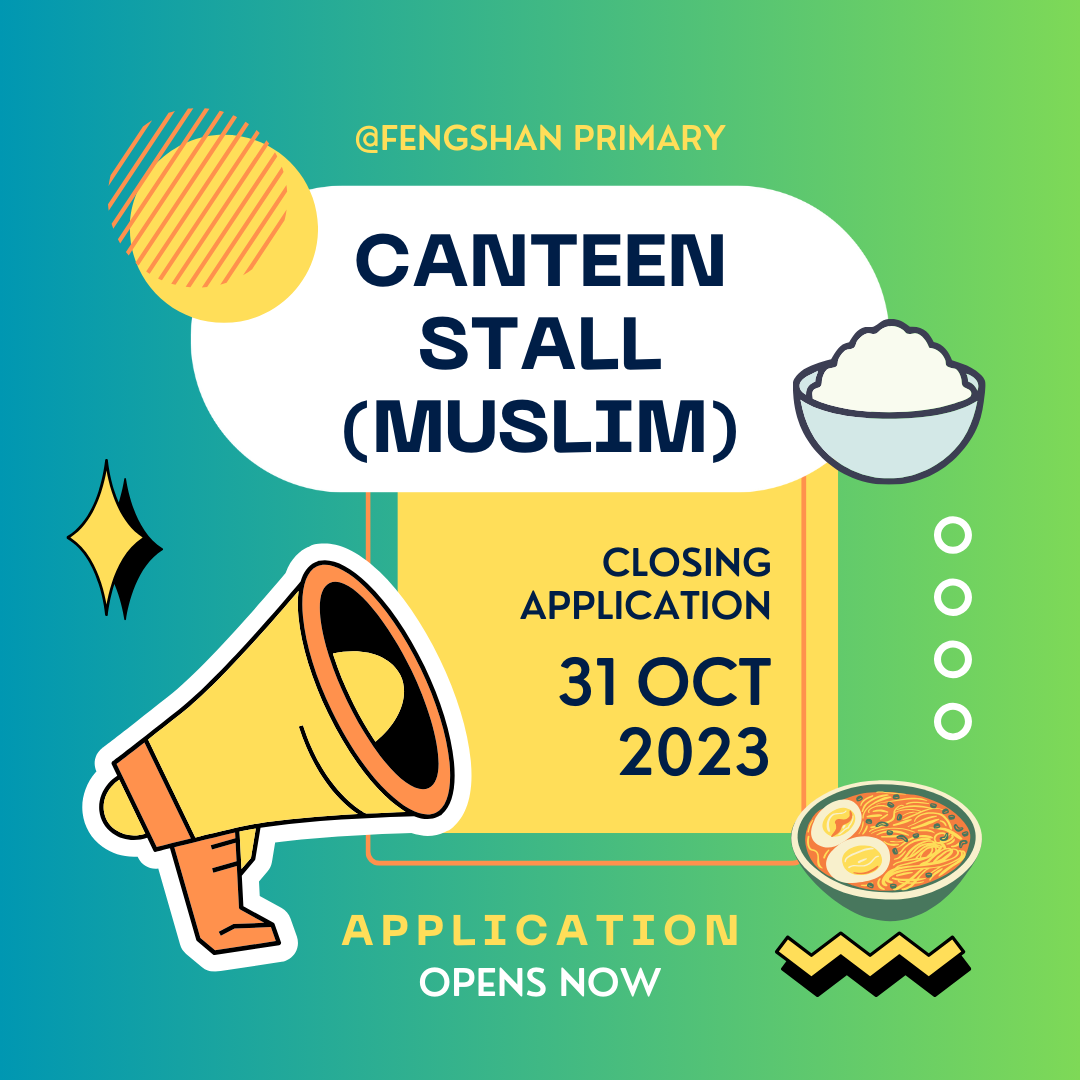 @FENGSHAN PRIMARY
CANTEEN
STALL
(MUSLIM)
CLOSING
APPLICATION
31 OCT
2023
APPLICATION
OPENS NOW